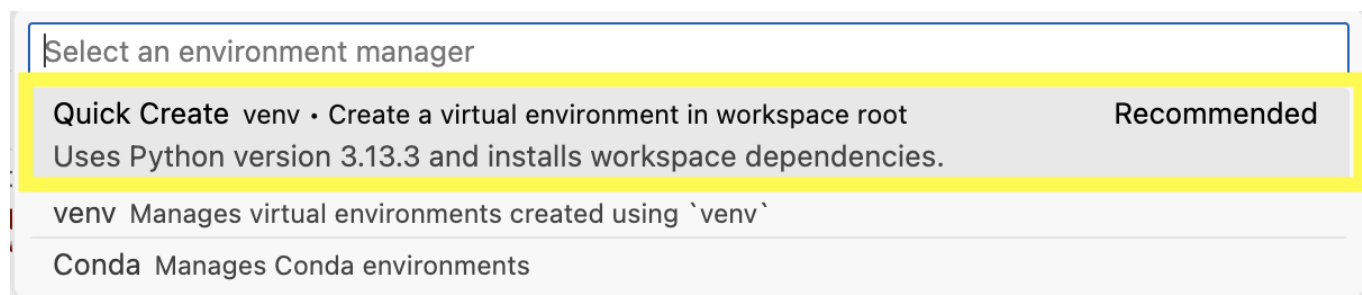 Select an environment manager
Quick Create venv • Create a virtual environment in workspace root Recommended
Uses Python version 3.13.3 and installs workspace dependencies.
venv Manages virtual environments created using `venv`
Conda Manages Conda environments